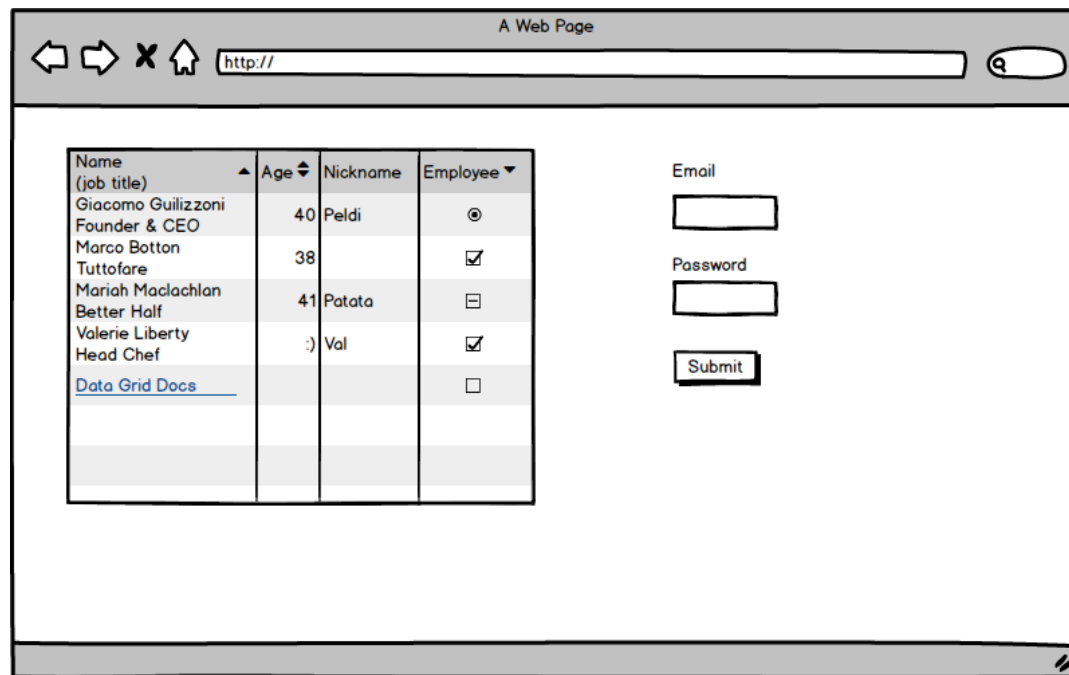 A Web Page
http://
Name
(job title)
Age
Nickname
Employee
Giacomo Guilizzoni
Founder & CEO
40
Peldi
Marco Botton
Tuttofare
38
Mariah Maclachlan
Better Half
41
Patata
Valerie Liberty
Head Chef
:)
Val
Data Grid Docs
Email
Password
Submit